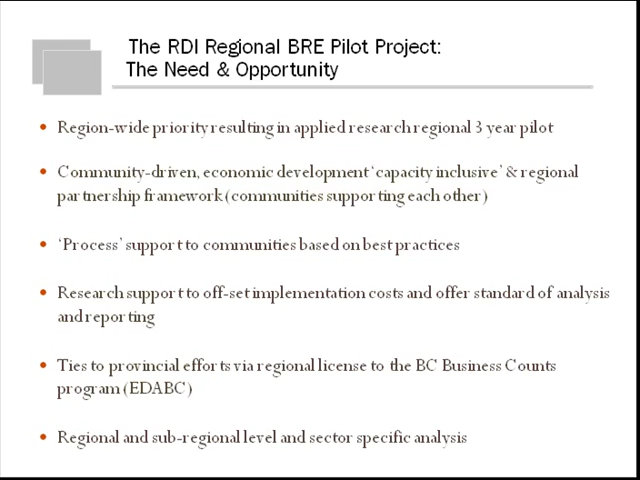 The RDI Regional BRE Pilot Project:
The Need & Opportunity
• Region-wide priority resulting in applied research regional 3 year pilot
• Community-driven, economic development ‘capacity inclusive’ & regional
partnership framework (communities supporting each other)
• ‘Process’ support to communities based on best practices
• Research support to off-set implementation costs and offer standard of analysis
and reporting
• Ties to provincial efforts via regional license to the BC Business Counts
program (EDABC)
• Regional and sub-regional level and sector specific analysis